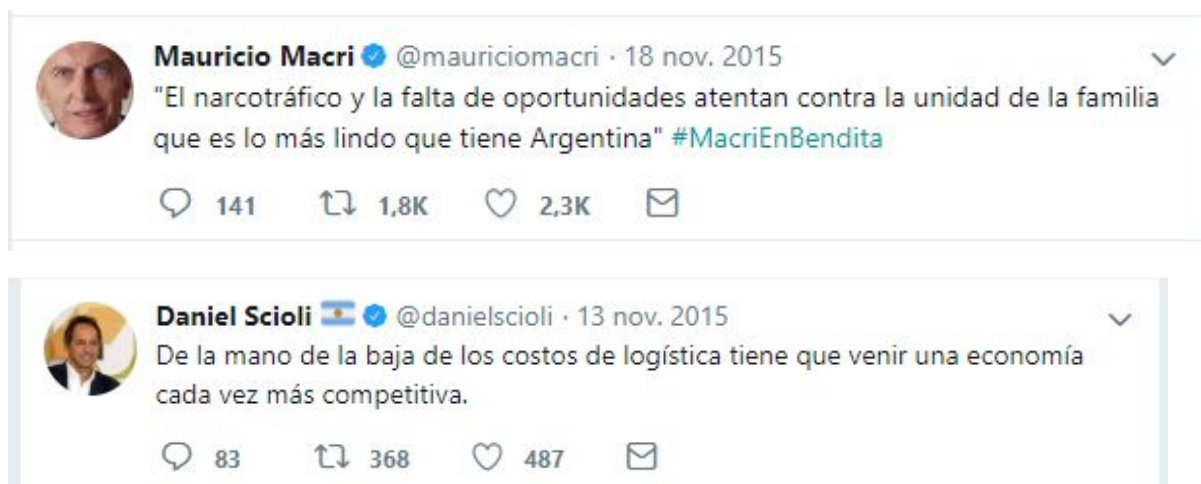 Mauricio Macri @mauriciomacri · 18 nov. 2015
"El narcotráfico y la falta de oportunidades atentan contra la unidad de la familia
que es lo más lindo que tiene Argentina" #MacriEnBendita
141 1,8K 2,3K
Daniel Scioli 🇦🇷 @danielscioli · 13 nov. 2015
De la mano de la baja de los costos de logística tiene que venir una economía
cada vez más competitiva.
83 368 487